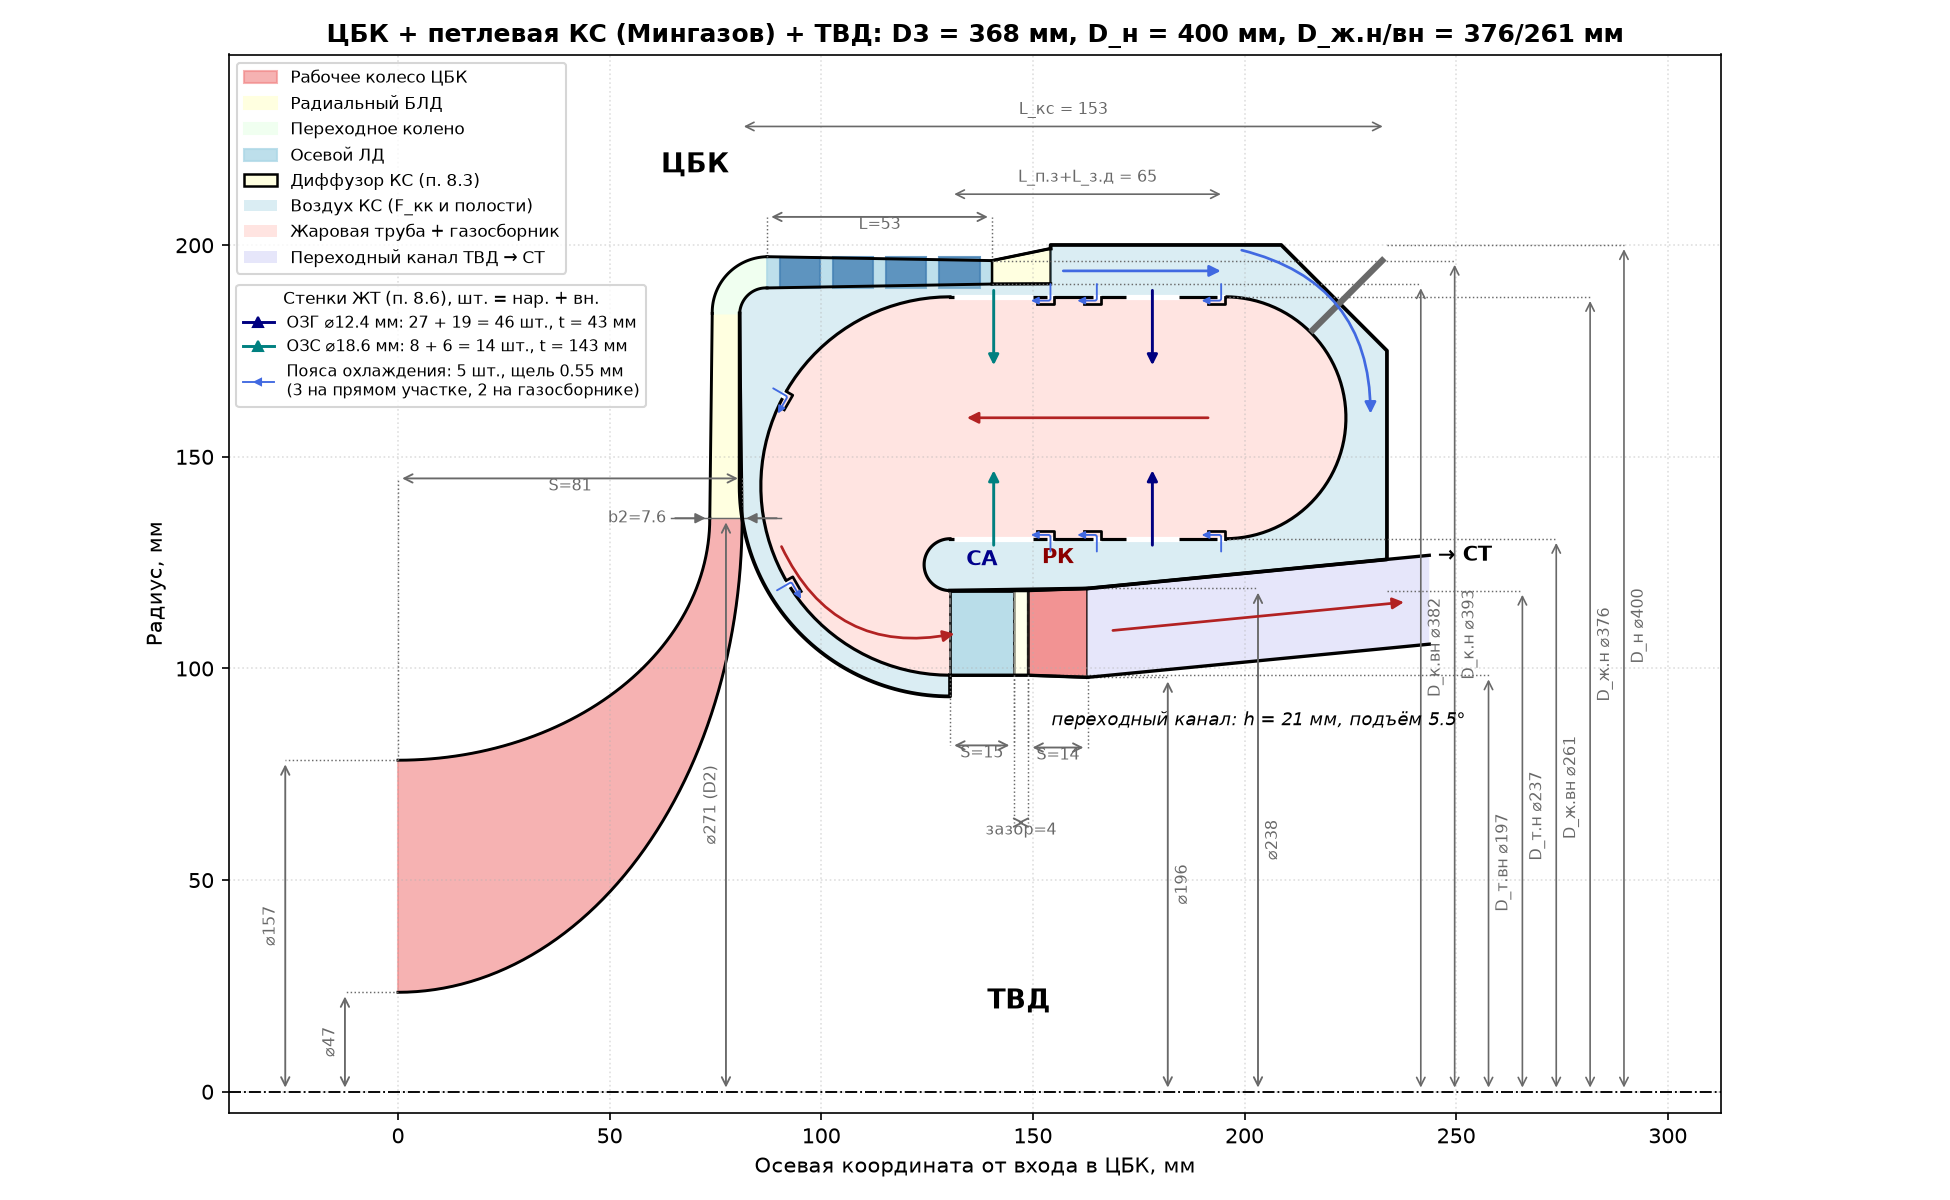 ЦБК + петлевая КС (Мингазов) + ТВД: D3 = 368 мм, D_н = 400 мм, D_ж.н/вн = 376/261 мм
Рабочее колесо ЦБК
Радиальный БЛД
Переходное колено
Осевой ЛД
Диффузор КС (п. 8.3)
Воздух КС (F_кк и полости)
Жаровая труба + газосборник
Переходный канал ТВД → СТ
Стенки ЖТ (п. 8.6), шт. = нар. + вн.
ОЗГ ⌀12.4 мм: 27 + 19 = 46 шт., t = 43 мм
ОЗС ⌀18.6 мм: 8 + 6 = 14 шт., t = 143 мм
Пояса охлаждения: 5 шт., щель 0.55 мм
(3 на прямом участке, 2 на газосборнике)
L_кс = 153
ЦБК
L_п.з+L_з.д = 65
L=53
S=81
b2=7.6
СА
РК
→ СТ
переходный канал: h = 21 мм, подъём 5.5°
S=15
S=14
зазор=4
ТВД
⌀157
⌀47
⌀271 (D2)
⌀196
⌀238
D_к.вн ⌀382
D_к.н ⌀393
D_т.вн ⌀197
D_т.н ⌀237
D_ж.вн ⌀261
D_ж.н ⌀376
D_н ⌀400
Радиус, мм
200
150
100
50
0
0
50
100
150
200
250
300
Осевая координата от входа в ЦБК, мм